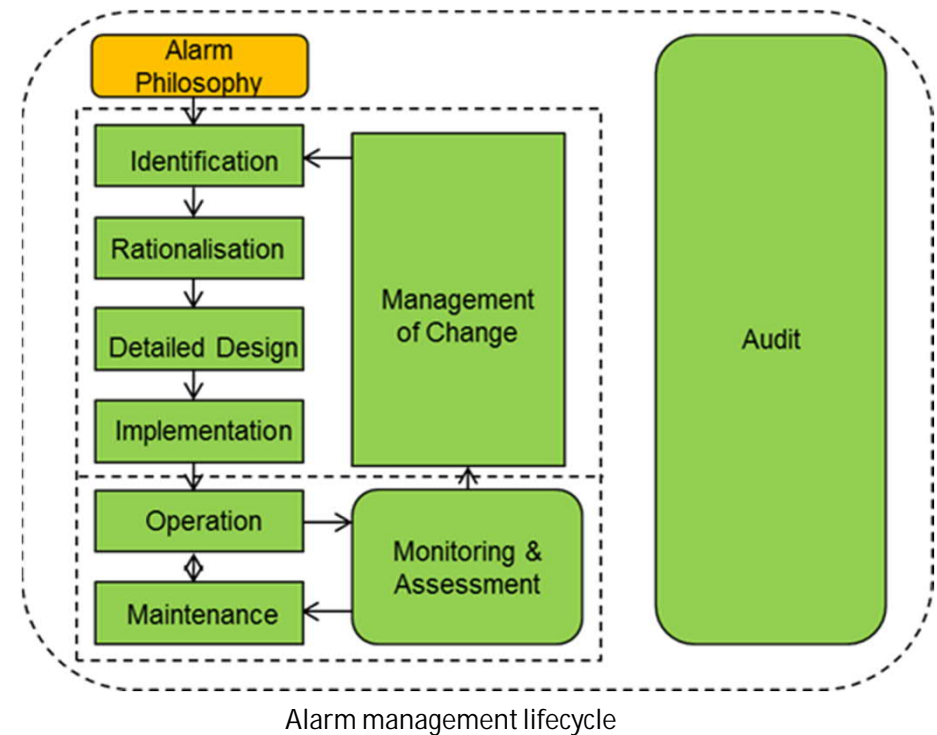 Alarm
Philosophy
Identification
Rationalisation
Detailed Design
Implementation
Operation
Maintenance
Management
of Change
Monitoring &
Assessment
Audit
Alarm management lifecycle